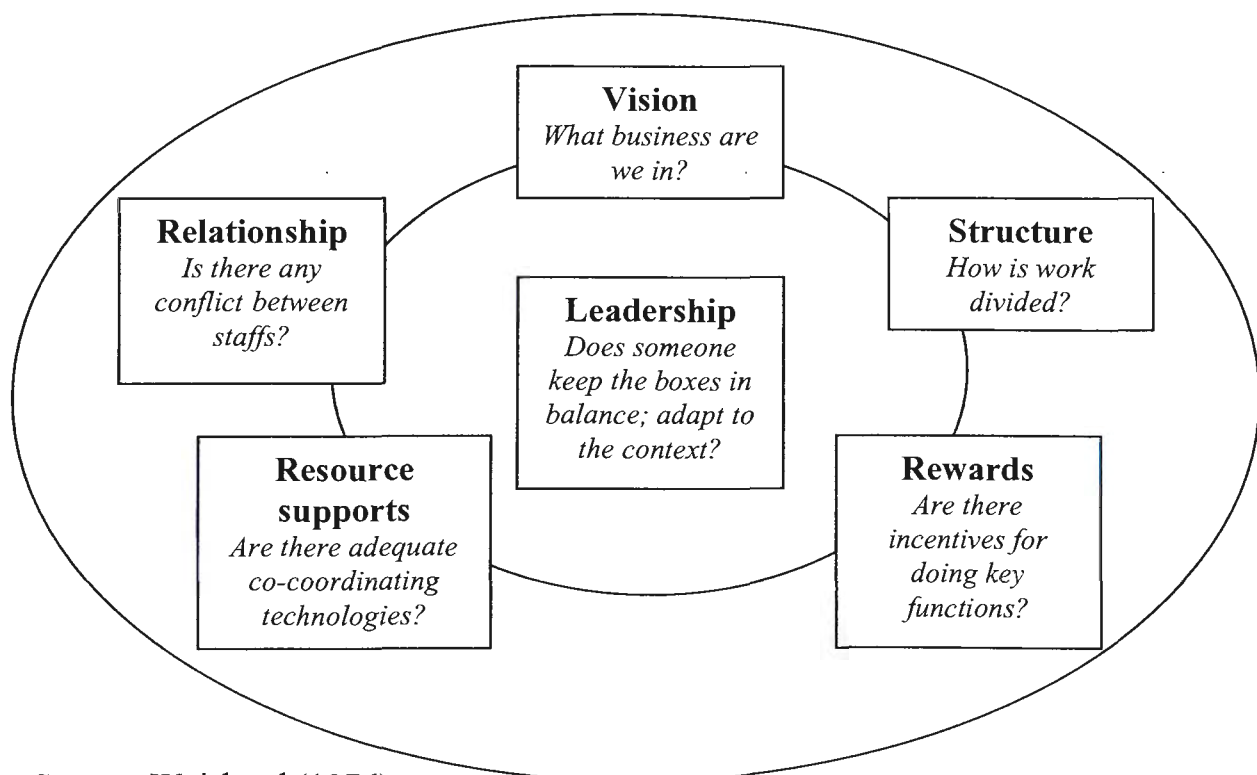 Vision
What business are
we in?
Relationship
Is there any
conflict between
staffs?
Structure
How is work
divided?
Leadership
Does someone
keep the boxes in
balance; adapt to
the context?
Resource
supports
Are there adequate
co-coordinating
technologies?
Rewards
Are there
incentives for
doing key
functions?